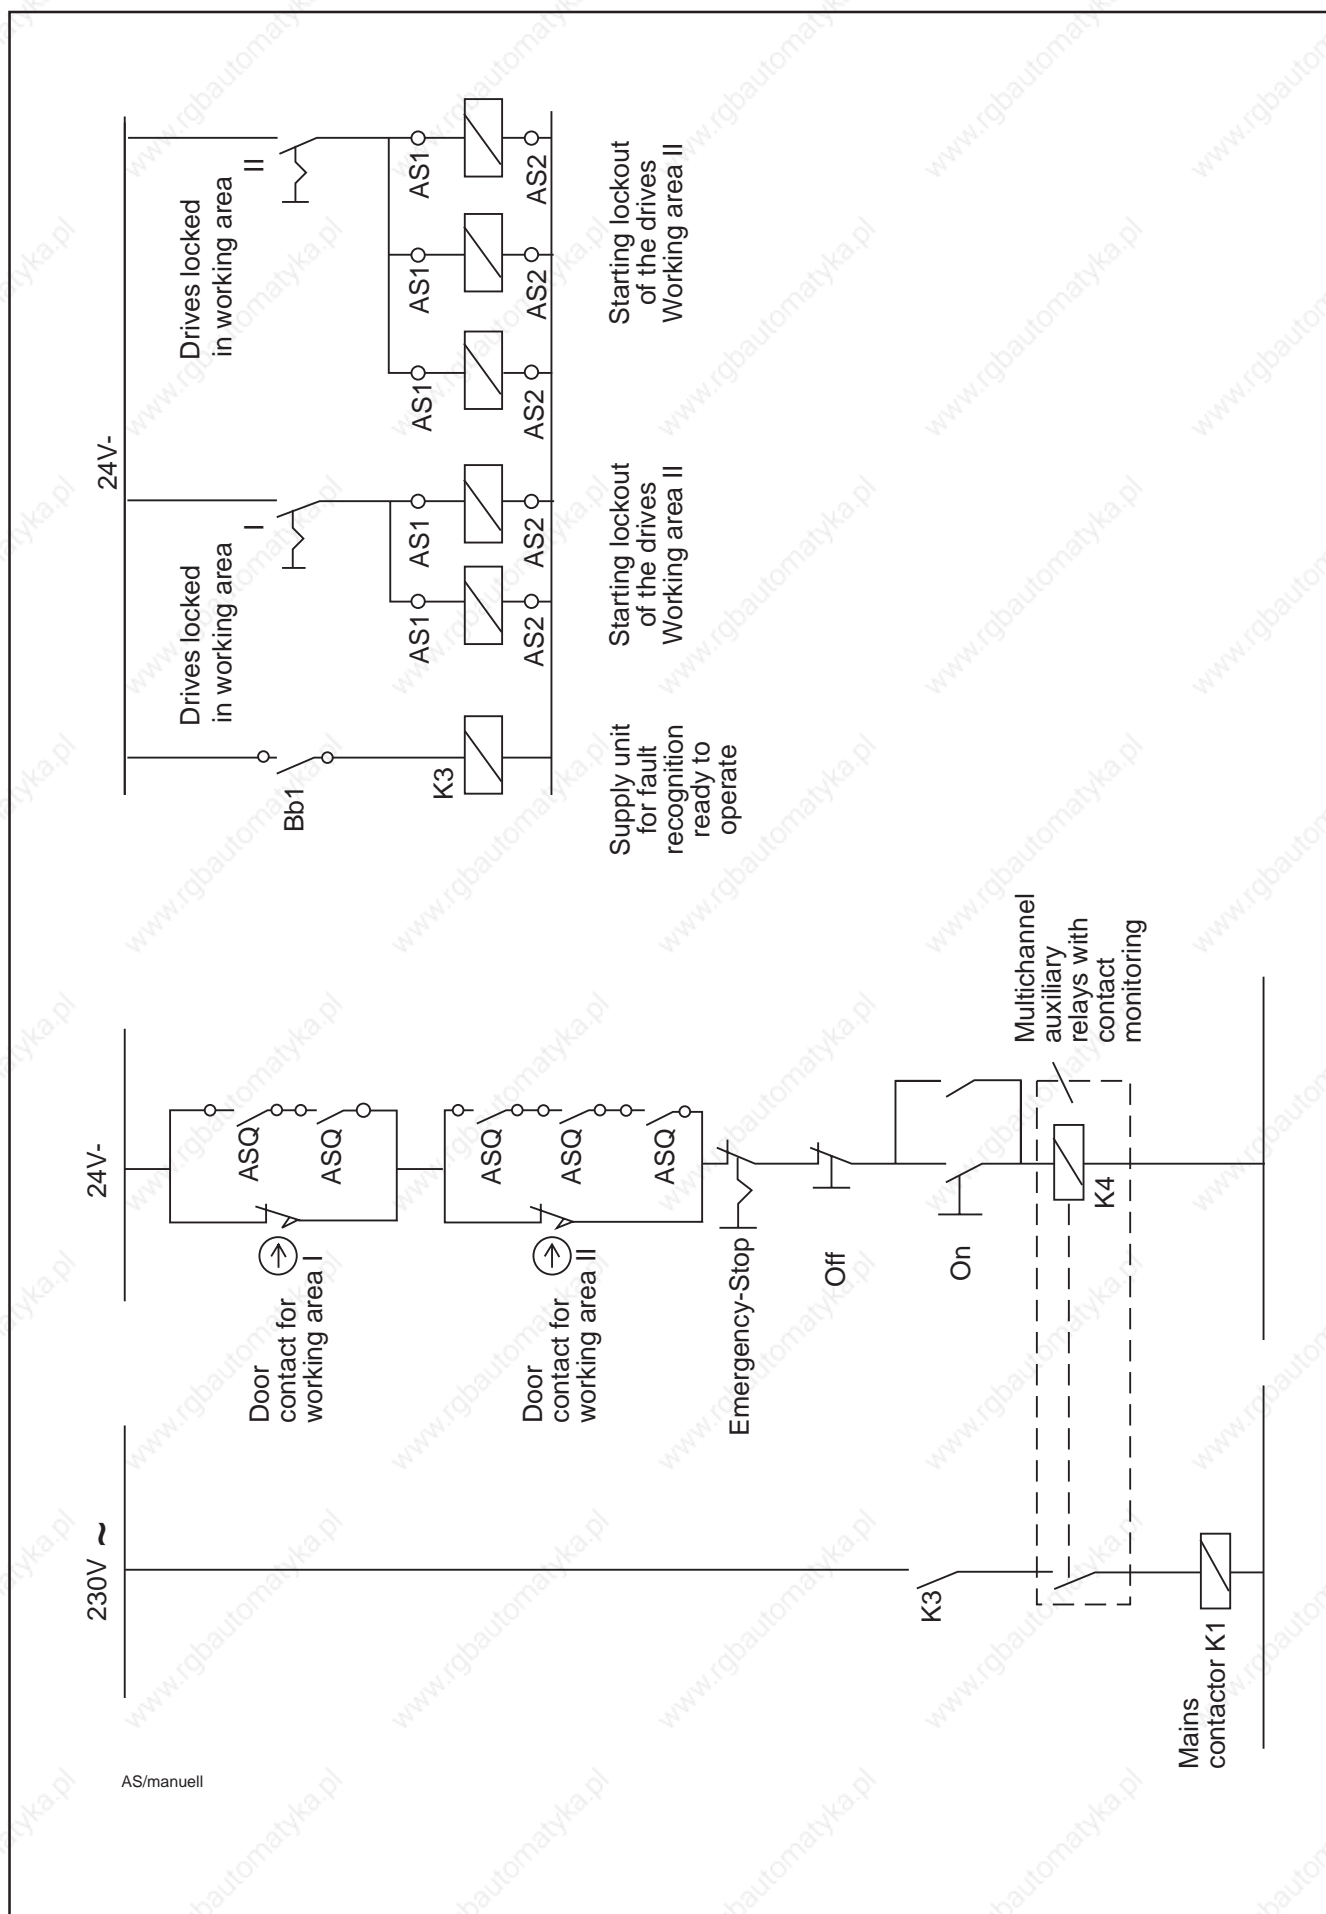 AS/manuell
230V ~
K3
Mains
contactor K1
24V-
Door
contact for
working area I
ASQ
ASQ
Door
contact for
working area II
ASQ
ASQ
ASQ
Emergency-Stop
Off
On
K4
Multichannel
auxiliary
relays with
contact
monitoring
24V-
Bb1
K3
Supply unit
for fault
recognition
ready to
operate
Drives locked
in working area
I
AS1
AS1
AS2
AS2
Starting lockout
of the drives
Working area II
Drives locked
in working area
II
AS1
AS1
AS1
AS2
AS2
AS2
Starting lockout
of the drives
Working area II
www.rgbautomatyka.pl